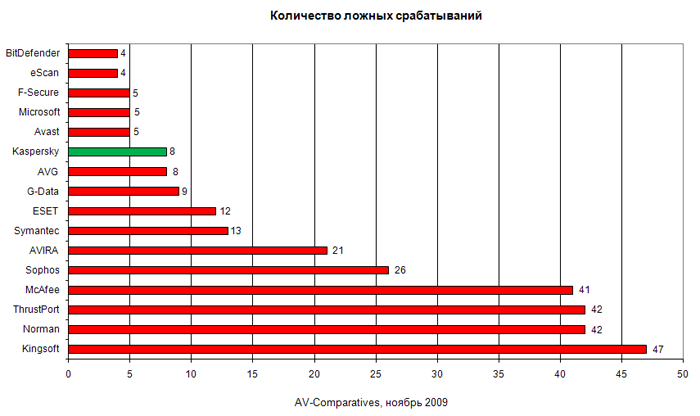 Количество ложных срабатываний
BitDefender 4
eScan 4
F-Secure 5
Microsoft 5
Avast 5
Kaspersky 8
AVG 8
G-Data 9
ESET 12
Symantec 13
AVIRA 21
Sophos 26
McAfee 41
ThrustPort 42
Norman 42
Kingsoft 47
0 5 10 15 20 25 30 35 40 45 50
AV-Comparatives, ноябрь 2009